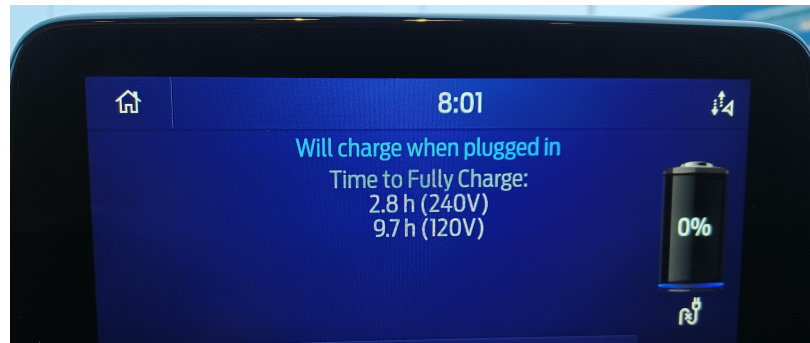 8:01
Will charge when plugged in
Time to Fully Charge:
2.8 h (240V)
9.7 h (120V)
0%